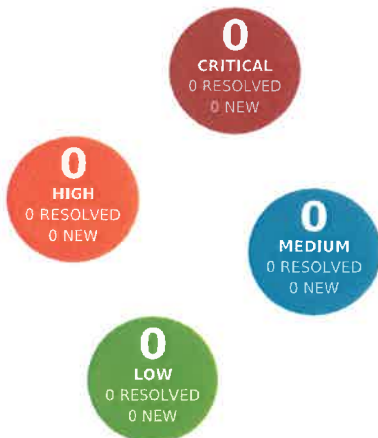 0
CRITICAL
0 RESOLVED
0 NEW
0
HIGH
0 RESOLVED
0 NEW
0
MEDIUM
0 RESOLVED
0 NEW
0
LOW
0 RESOLVED
0 NEW